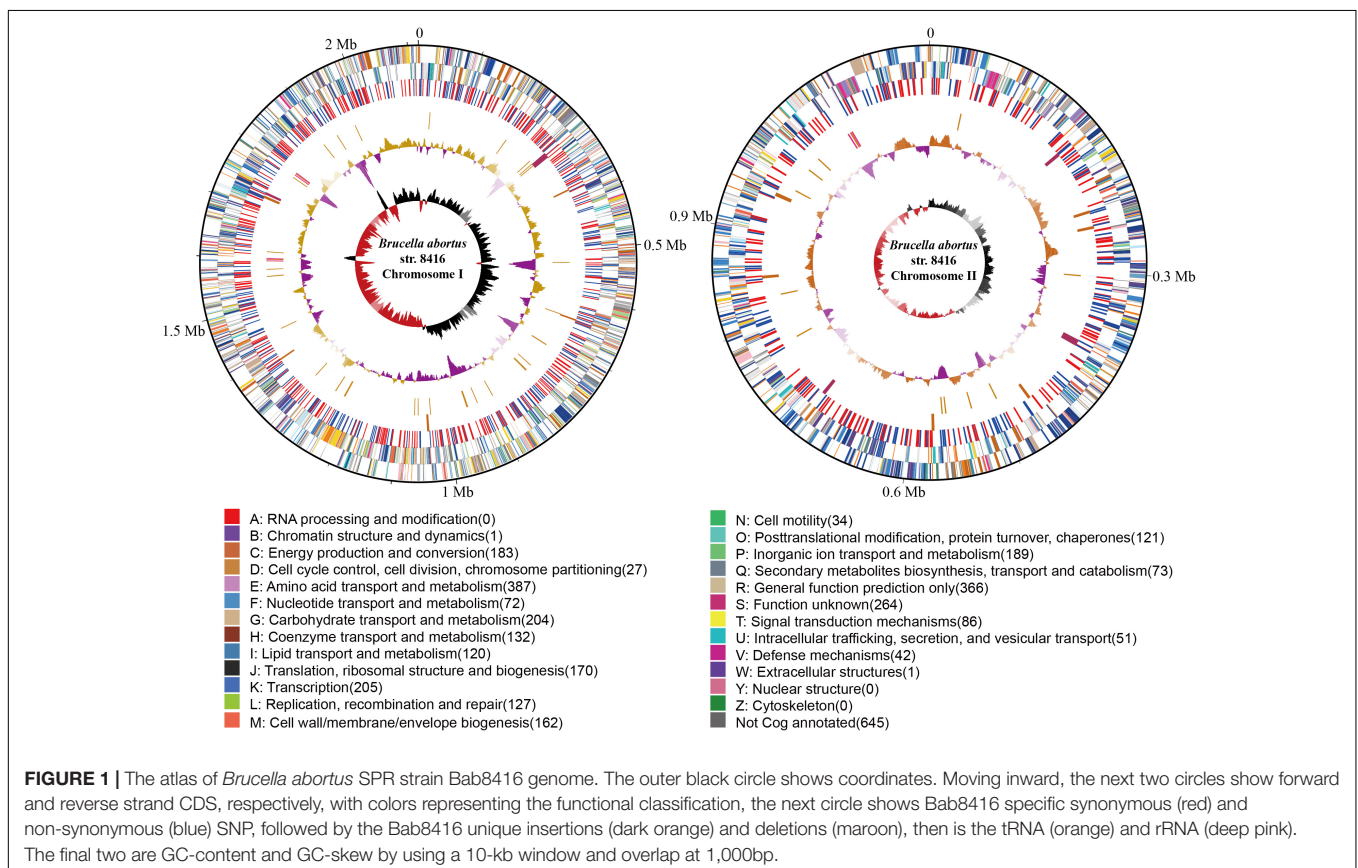 0
2 Mb
0.5 Mb
Brucella abortus
str. 8416
Chromosome I
1.5 Mb
1 Mb
0
0.9 Mb
0.3 Mb
Brucella abortus
str. 8416
Chromosome II
0.6 Mb
A: RNA processing and modification(0)
B: Chromatin structure and dynamics(1)
C: Energy production and conversion(183)
D: Cell cycle control, cell division, chromosome partitioning(27)
E: Amino acid transport and metabolism(387)
F: Nucleotide transport and metabolism(72)
G: Carbohydrate transport and metabolism(204)
H: Coenzyme transport and metabolism(132)
I: Lipid transport and metabolism(120)
J: Translation, ribosomal structure and biogenesis(170)
K: Transcription(205)
L: Replication, recombination and repair(127)
M: Cell wall/membrane/envelope biogenesis(162)
N: Cell motility(34)
O: Posttranslational modification, protein turnover, chaperones(121)
P: Inorganic ion transport and metabolism(189)
Q: Secondary metabolites biosynthesis, transport and catabolism(73)
R: General function prediction only(366)
S: Function unknown(264)
T: Signal transduction mechanisms(86)
U: Intracellular trafficking, secretion, and vesicular transport(51)
V: Defense mechanisms(42)
W: Extracellular structures(1)
Y: Nuclear structure(0)
Z: Cytoskeleton(0)
Not Cog annotated(645)
FIGURE 1 | The atlas of Brucella abortus SPR strain Bab8416 genome. The outer black circle shows coordinates. Moving inward, the next two circles show forward
and reverse strand CDS, respectively, with colors representing the functional classification, the next circle shows Bab8416 specific synonymous (red) and
non-synonymous (blue) SNP, followed by the Bab8416 unique insertions (dark orange) and deletions (maroon), then is the tRNA (orange) and rRNA (deep pink).
The final two are GC-content and GC-skew by using a 10-kb window and overlap at 1,000bp.